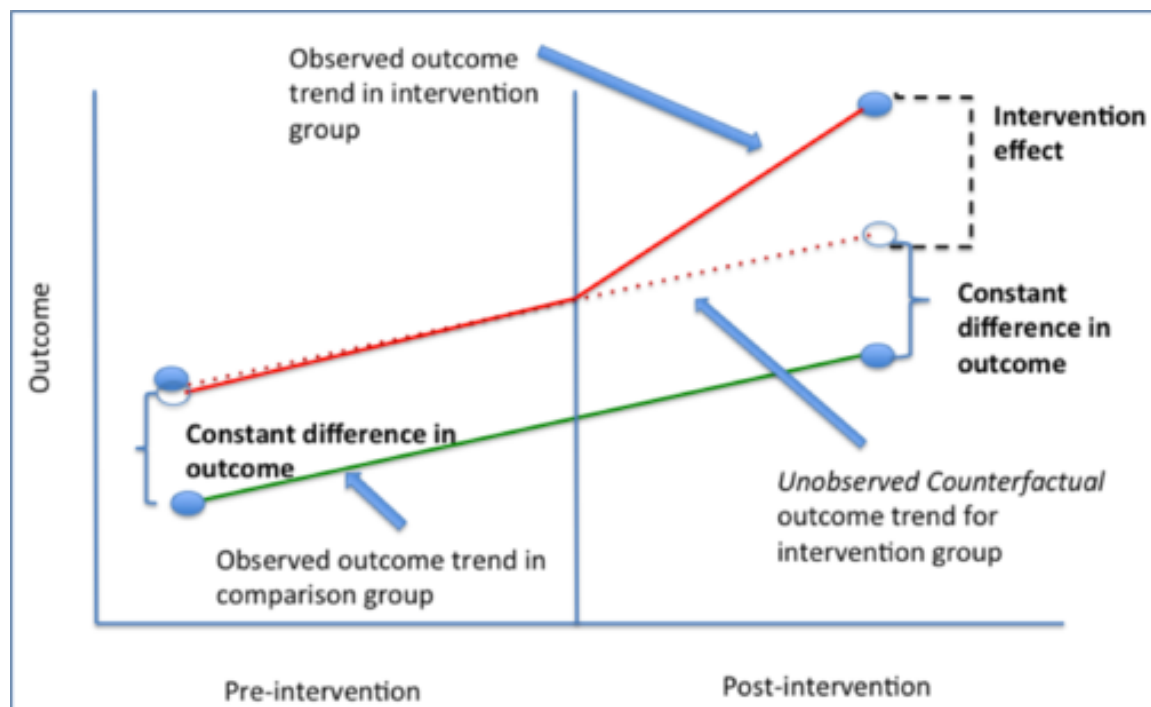 Observed outcome
trend in intervention
group
Intervention
effect
Outcome
Constant
difference in
outcome
Constant difference in
outcome
Unobserved Counterfactual
outcome trend for
intervention group
Observed outcome trend in
comparison group
Pre-intervention
Post-intervention